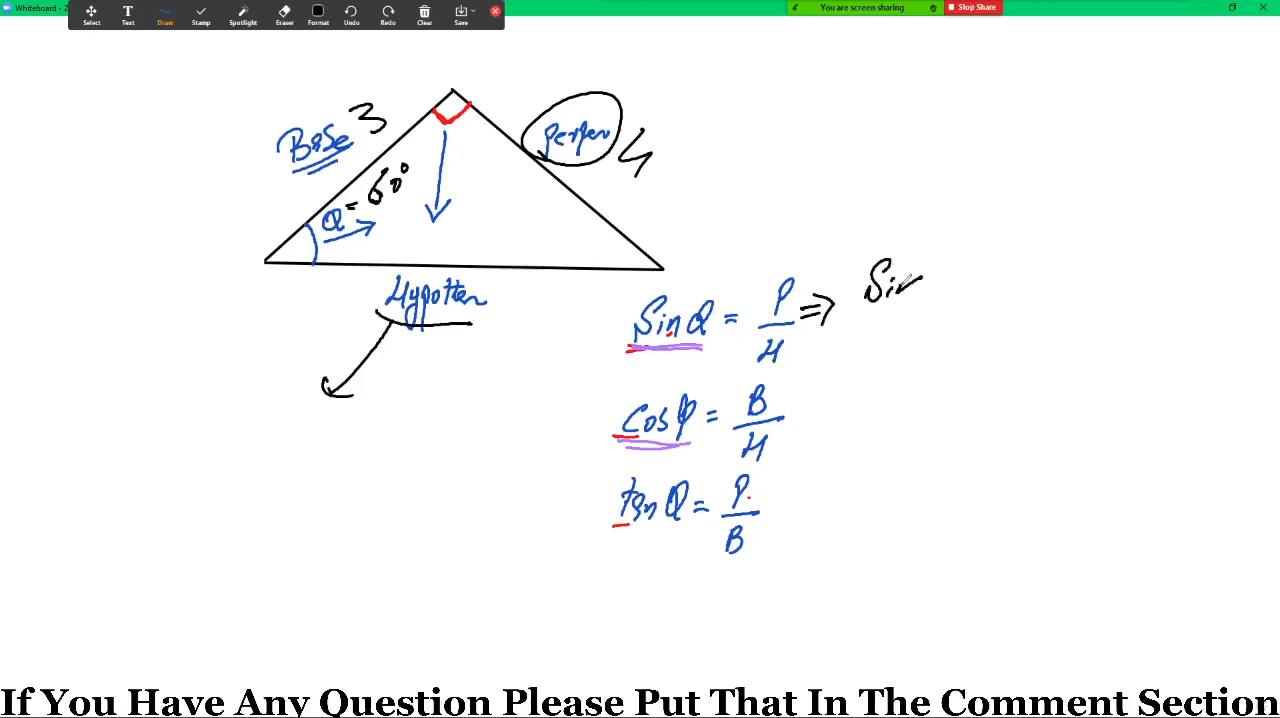 Whiteboard - Z
Select Text Draw Stamp Spotlight Eraser Format Undo Redo Clear Save
You are screen sharing Stop Share
Base 3
perpen 4
Q = 60°
Hypoten
Sin Q = P/H ⇒ Sin
Cos φ = B/H
tan Q = P/B
If You Have Any Question Please Put That In The Comment Section